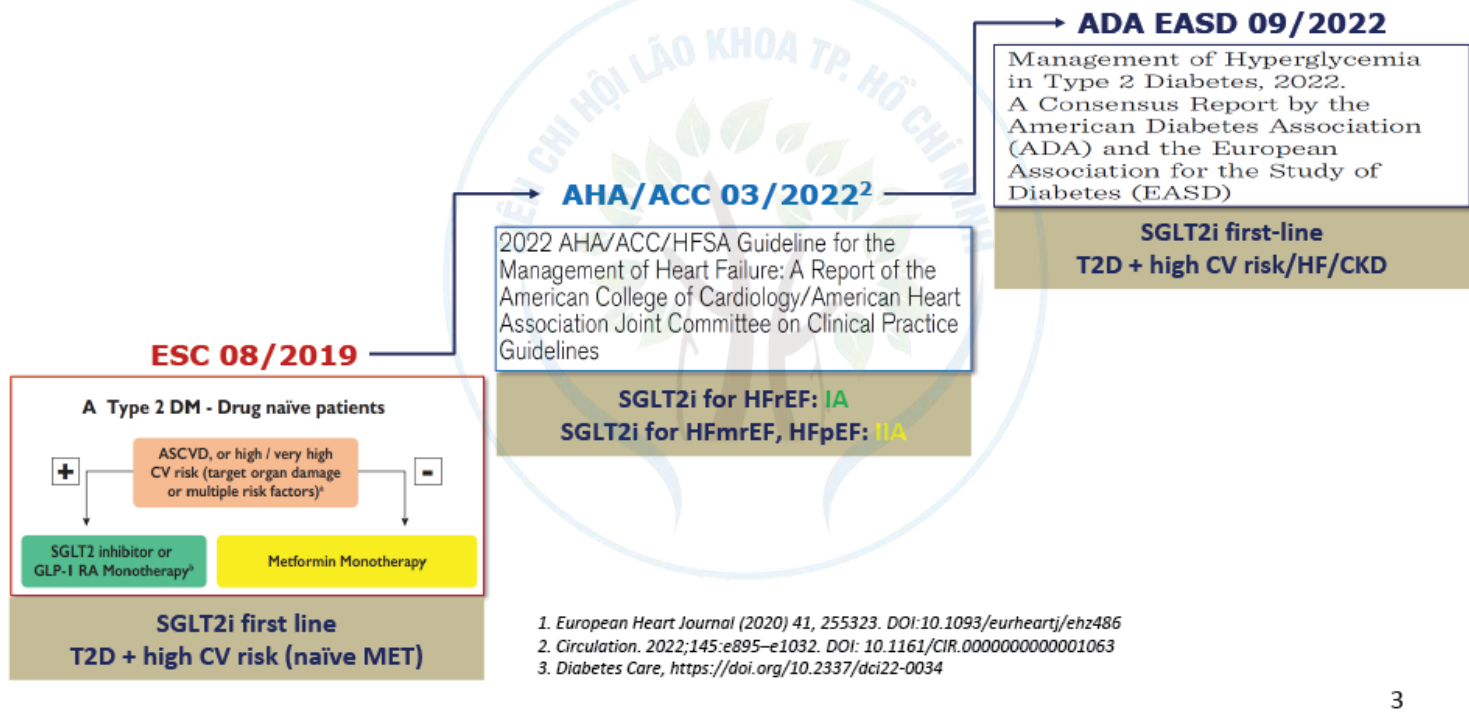 ADA EASD 09/2022
Management of Hyperglycemia
in Type 2 Diabetes, 2022.
A Consensus Report by the
American Diabetes Association
(ADA) and the European
Association for the Study of
Diabetes (EASD)
SGLT2i first-line
T2D + high CV risk/HF/CKD
AHA/ACC 03/2022²
2022 AHA/ACC/HFSA Guideline for the
Management of Heart Failure: A Report of the
American College of Cardiology/American Heart
Association Joint Committee on Clinical Practice
Guidelines
SGLT2i for HFrEF: IA
SGLT2i for HFmrEF, HFpEF: IIA
ESC 08/2019
A Type 2 DM - Drug naïve patients
ASCVD, or high / very high
CV risk (target organ damage
or multiple risk factors)ᵃ
+
-
SGLT2 inhibitor or
GLP-1 RA Monotherapyᵇ
Metformin Monotherapy
SGLT2i first line
T2D + high CV risk (naïve MET)
1. European Heart Journal (2020) 41, 255323. DOI:10.1093/eurheartj/ehz486
2. Circulation. 2022;145:e895–e1032. DOI: 10.1161/CIR.0000000000001063
3. Diabetes Care, https://doi.org/10.2337/dci22-0034
3
CHI HỘI LÃO KHOA TP. HỒ CHÍ MINH